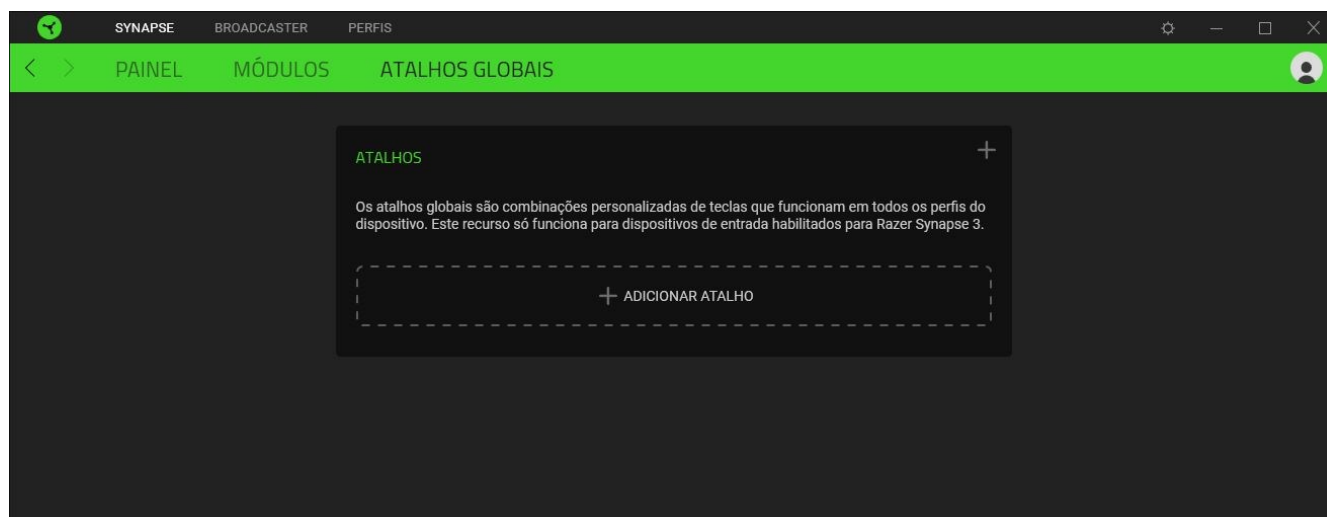 SYNAPSE BROADCASTER PERFIS
PAINEL MÓDULOS ATALHOS GLOBAIS
ATALHOS
Os atalhos globais são combinações personalizadas de teclas que funcionam em todos os perfis do
dispositivo. Este recurso só funciona para dispositivos de entrada habilitados para Razer Synapse 3.
ADICIONAR ATALHO